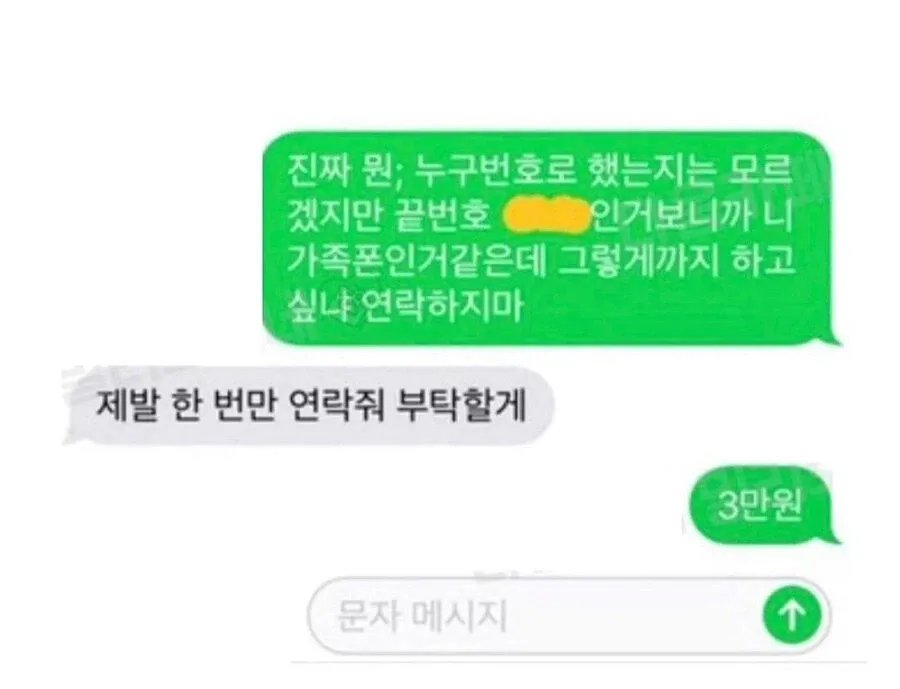 진짜 뭔; 누구번호로 했는지는 모르
겠지만 끝번호 인거보니까 니
가족폰인거같은데 그렇게까지 하고
싶냐 연락하지마
제발 한 번만 연락줘 부탁할게
3만원
문자 메시지